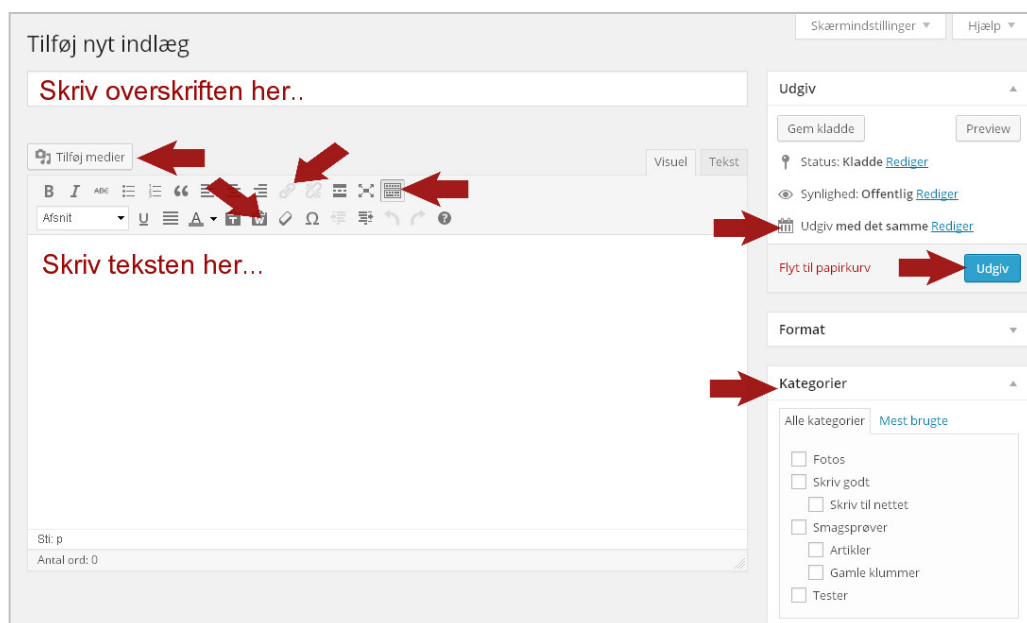 Skærmindstillinger
Hjælp
Tilføj nyt indlæg
Skriv overskriften her..
Tilføj medier
Visuel
Tekst
B I ABC
Afsnit U A T W Ω ?
Skriv teksten her...
Sti: p
Antal ord: 0
Udgiv
Gem kladde
Preview
Status: Kladde Rediger
Synlighed: Offentlig Rediger
Udgiv med det samme Rediger
Flyt til papirkurv
Udgiv
Format
Kategorier
Alle kategorier
Mest brugte
Fotos
Skriv godt
Skriv til nettet
Smagsprøver
Artikler
Gamle klummer
Tester